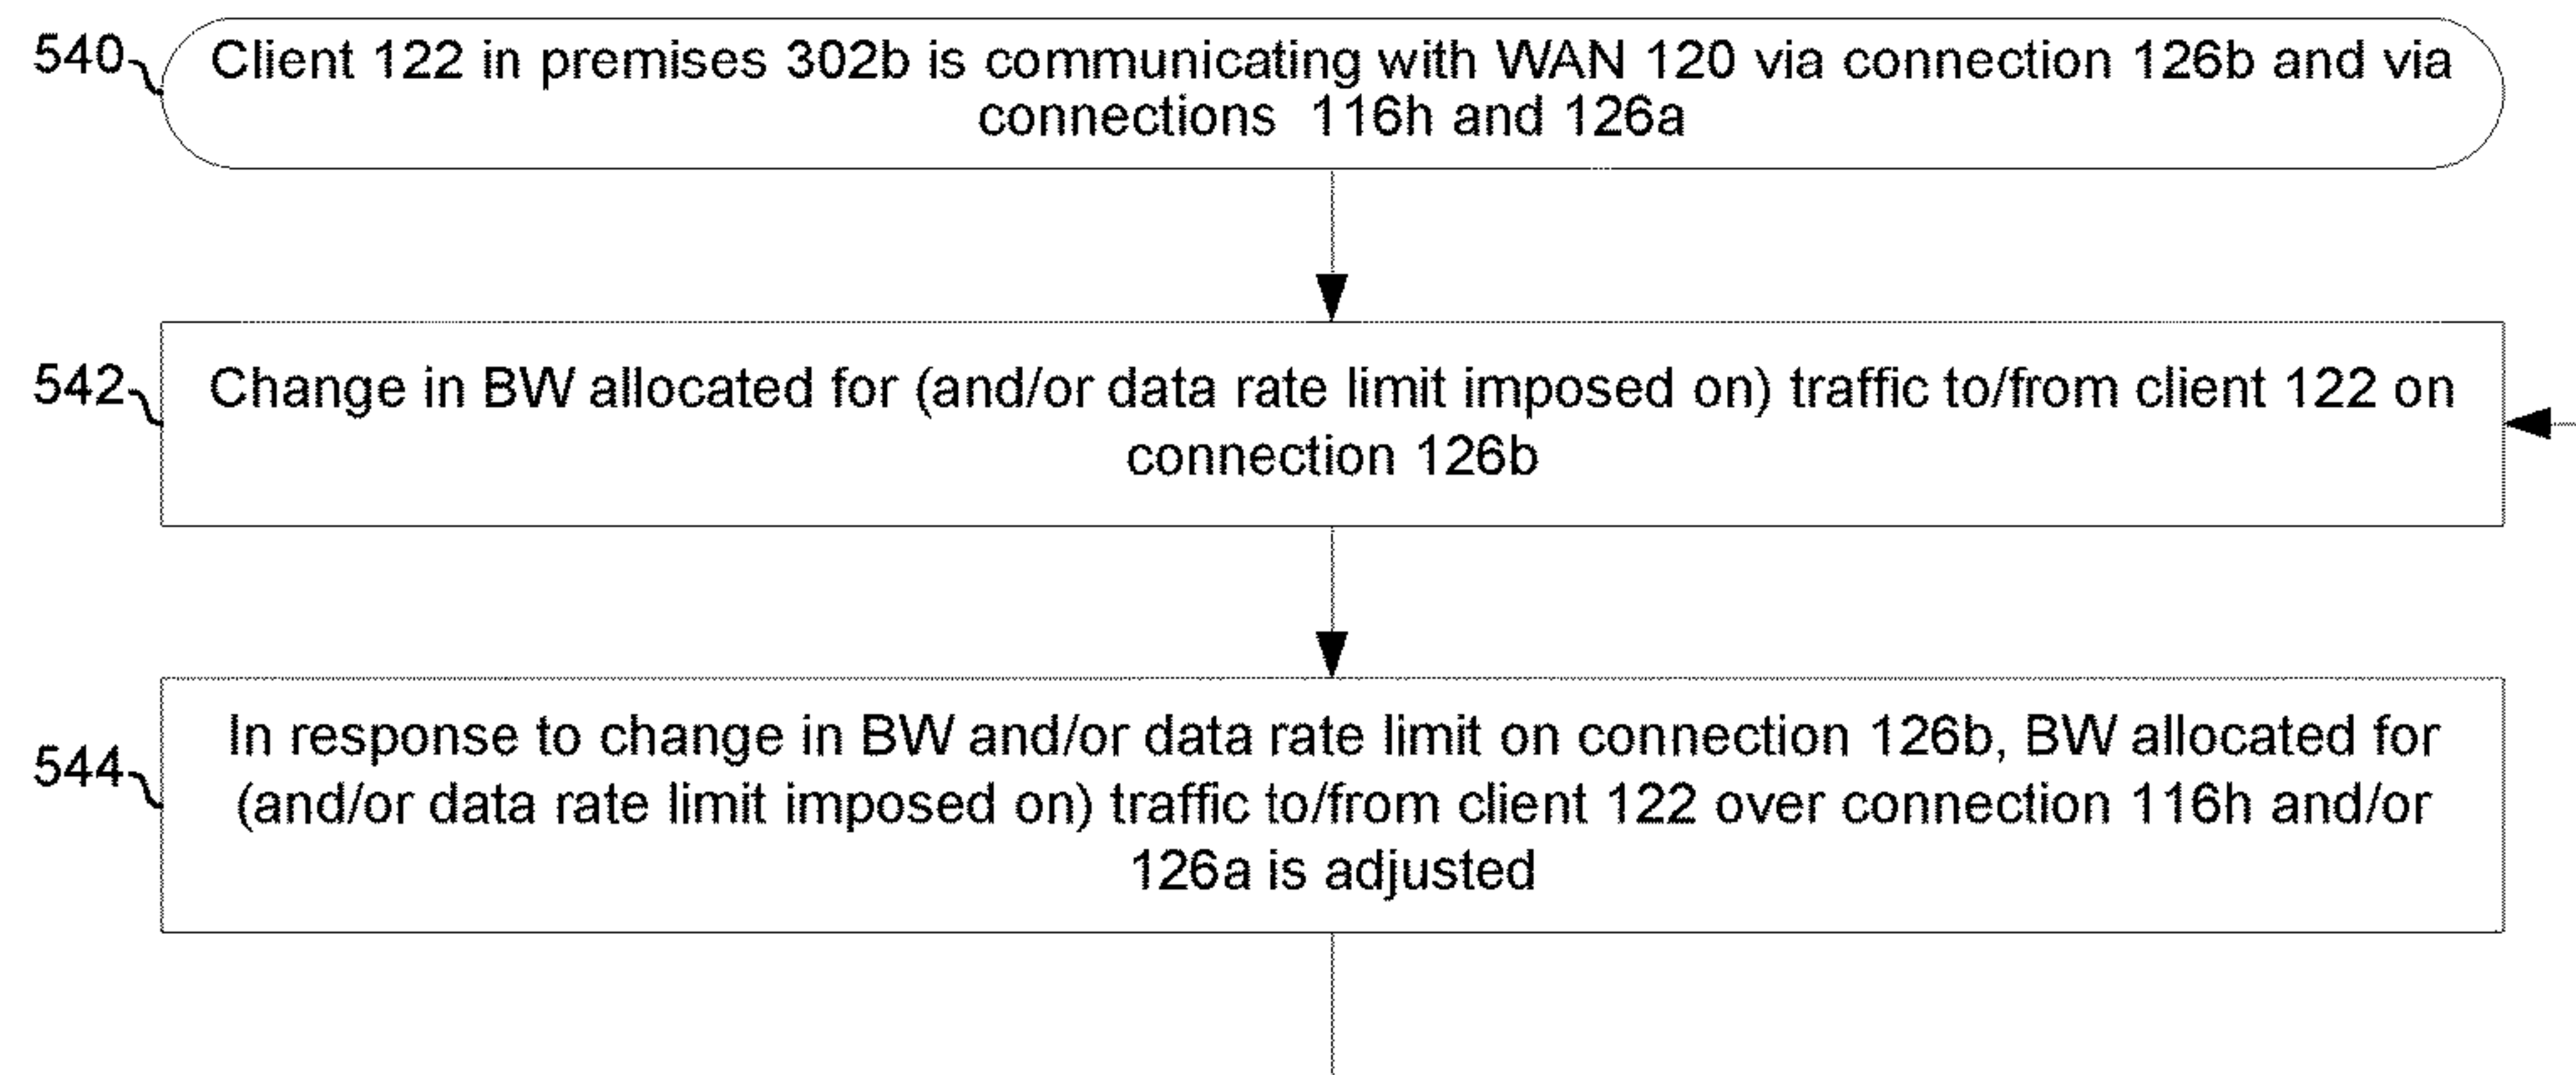 540
Client 122 in premises 302b is communicating with WAN 120 via connection 126b and via
connections 116h and 126a
542
Change in BW allocated for (and/or data rate limit imposed on) traffic to/from client 122 on
connection 126b
544
In response to change in BW and/or data rate limit on connection 126b, BW allocated for
(and/or data rate limit imposed on) traffic to/from client 122 over connection 116h and/or
126a is adjusted